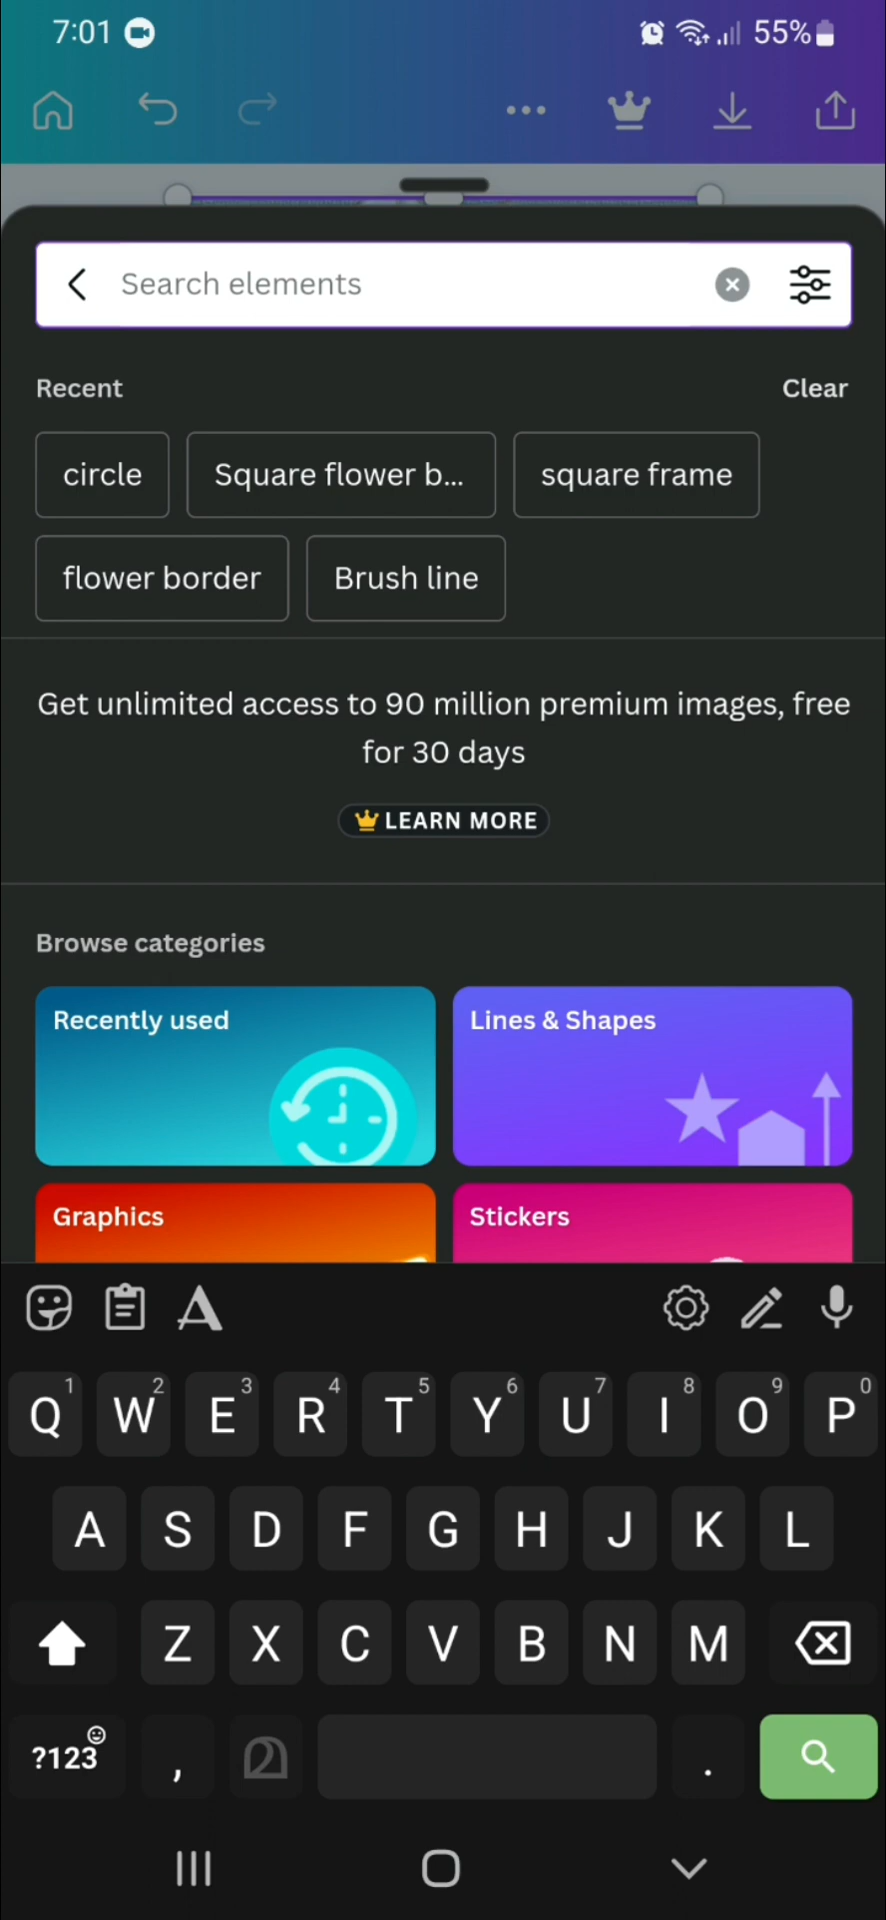 7:01 55%
Search elements
Recent Clear
circle Square flower b... square frame
flower border Brush line
Get unlimited access to 90 million premium images, free
for 30 days
LEARN MORE
Browse categories
Recently used Lines & Shapes
Graphics Stickers
A
1 2 3 4 5 6 7 8 9 0
Q W E R T Y U I O P
A S D F G H J K L
Z X C V B N M
?123 , മ .